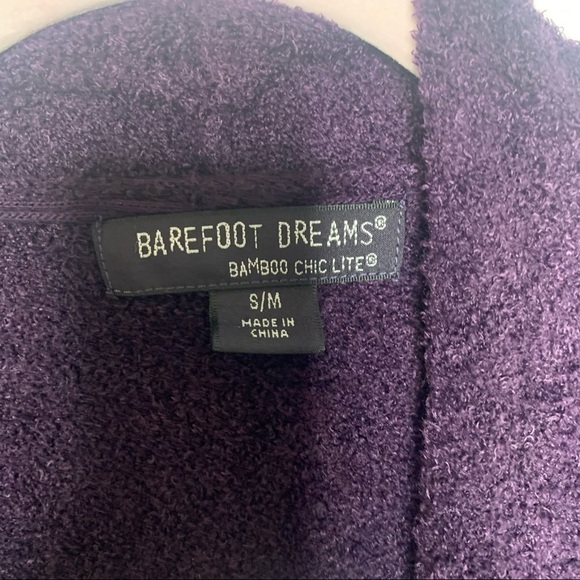 BAREFOOT DREAMS®
BAMBOO CHIC LITE®
S/M
MADE IN
CHINA